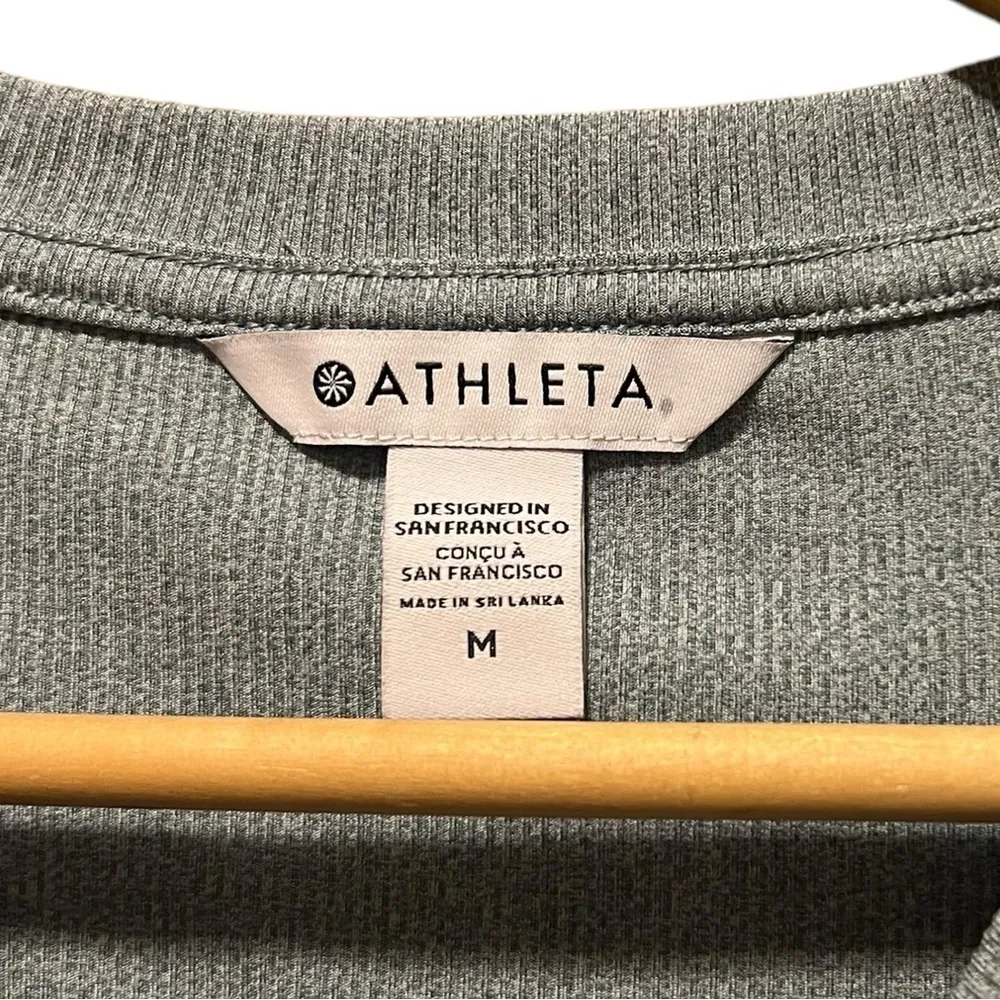 ATHLETA
DESIGNED IN
SAN FRANCISCO
CONÇU À
SAN FRANCISCO
MADE IN SRI LANKA
M